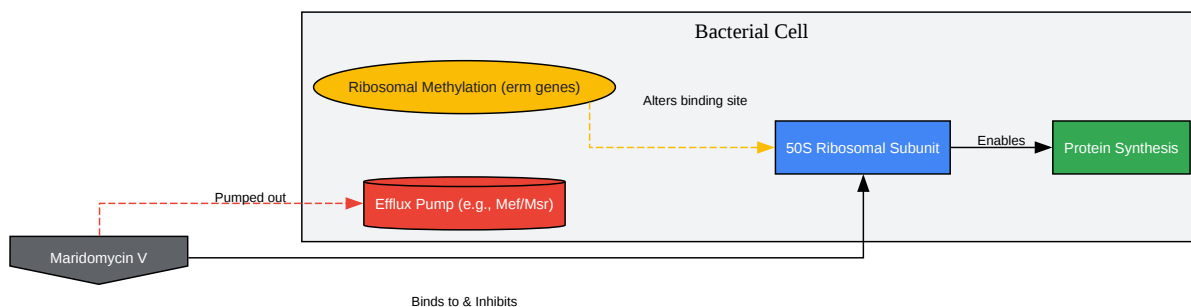 Bacterial Cell
Ribosomal Methylation (erm genes)
Alters binding site
50S Ribosomal Subunit
Enables
Protein Synthesis
Pumped out
Efflux Pump (e.g., Mef/Msr)
Maridomycin V
Binds to & Inhibits